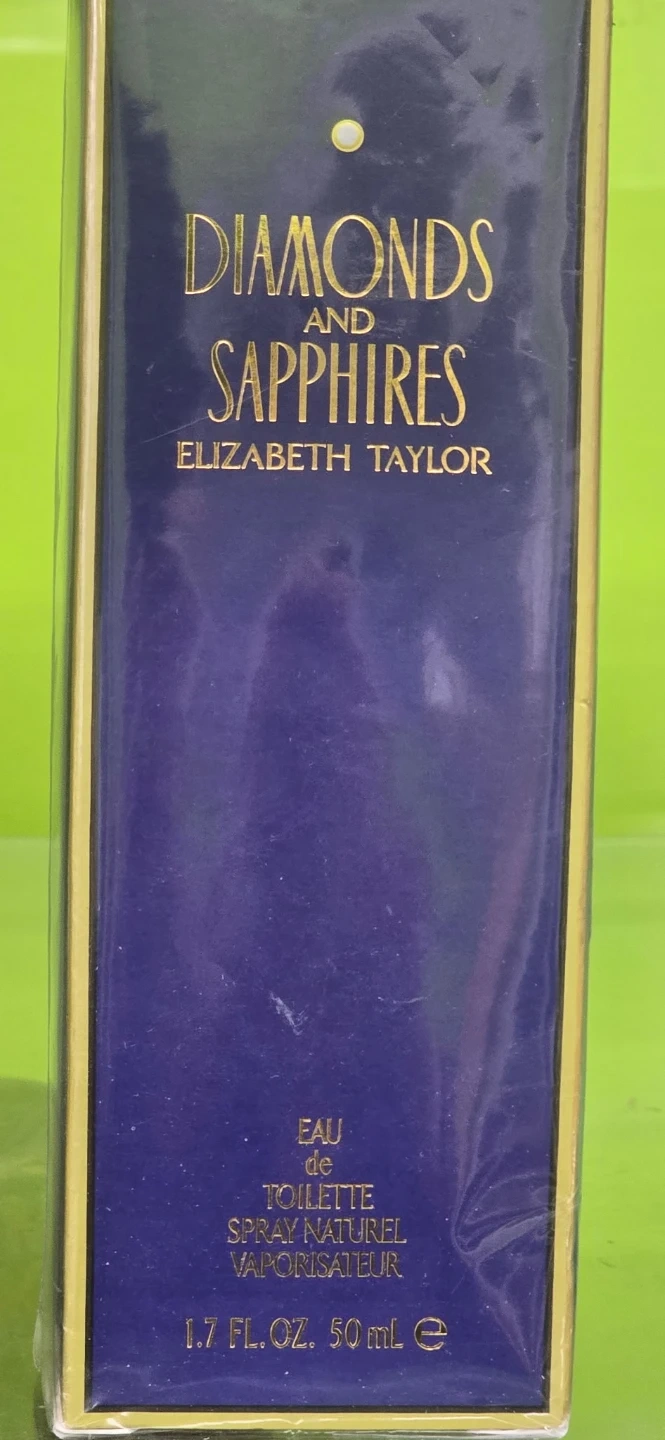 DIAMONDS
AND
SAPPHIRES
ELIZABETH TAYLOR
EAU
de
TOILETTE
SPRAY NATUREL
VAPORISATEUR
1.7 FL. OZ. 50 mL ℮